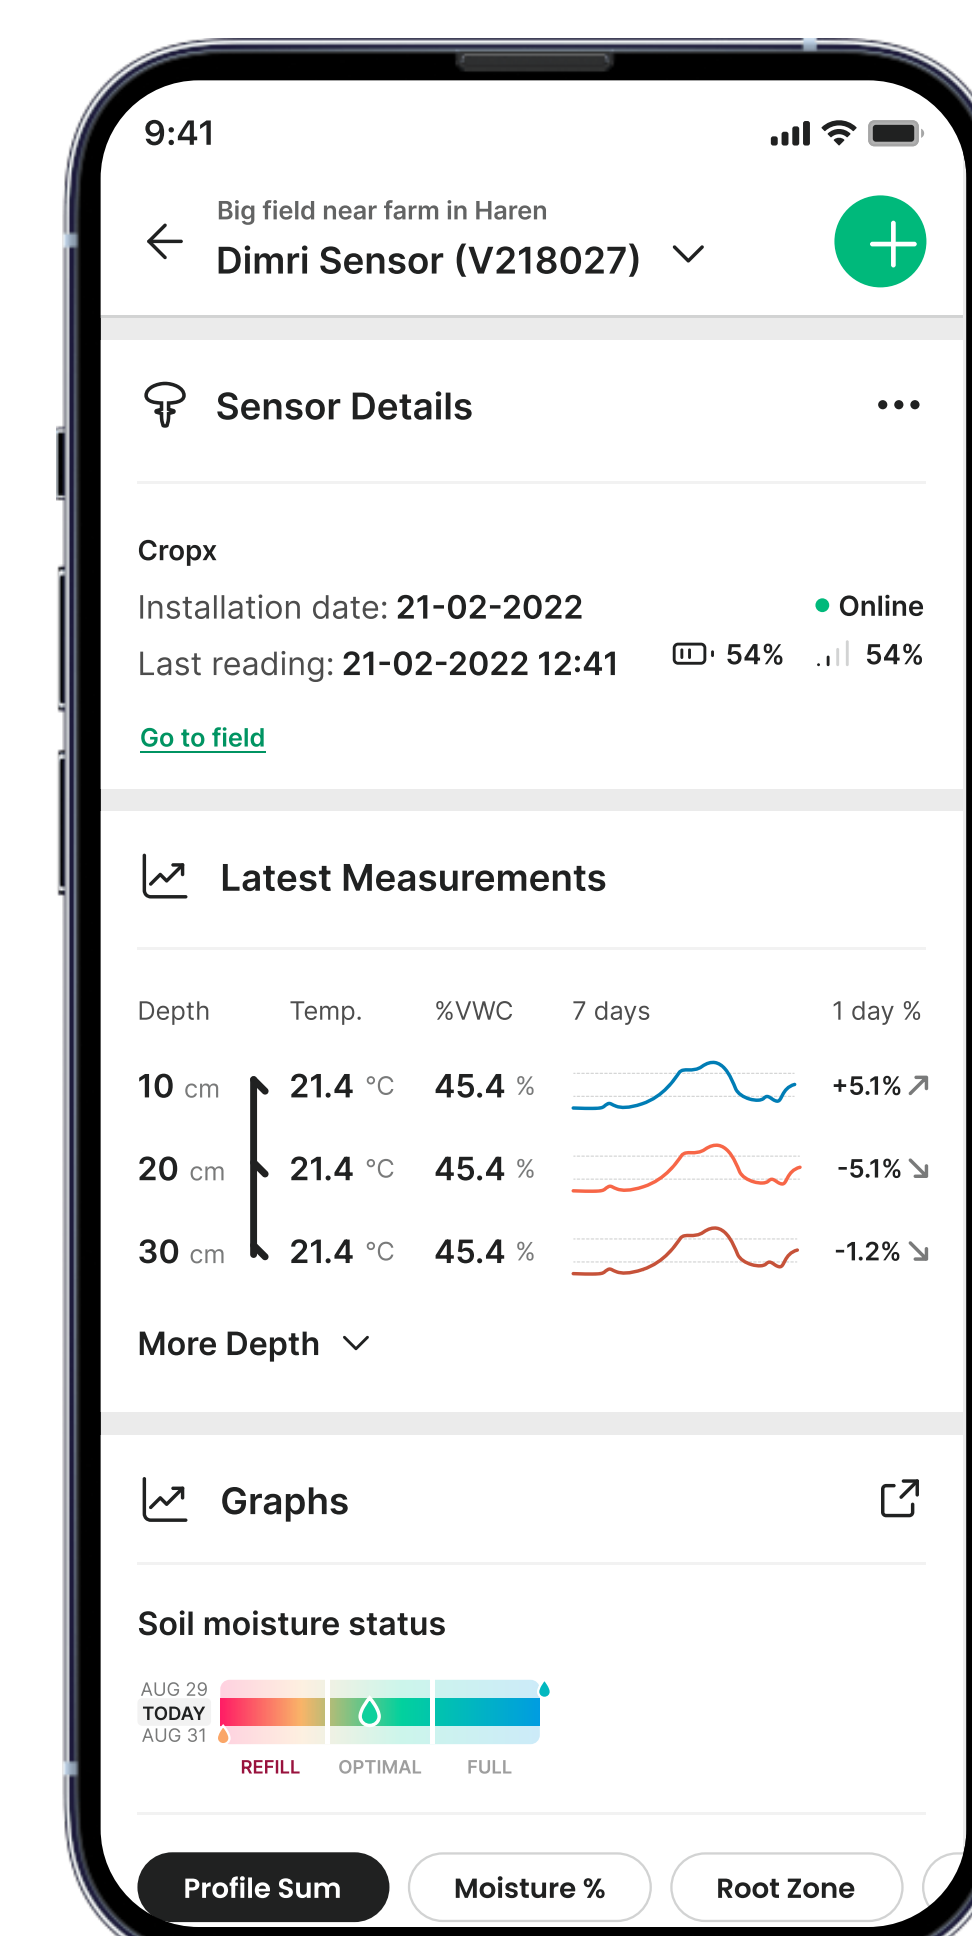 9:41
Big field near farm in Haren
Dimri Sensor (V218027)
Sensor Details
Cropx
Installation date: 21-02-2022
Online
Last reading: 21-02-2022 12:41
54%
54%
Go to field
Latest Measurements
Depth Temp. %VWC 7 days 1 day %
10 cm 21.4 °C 45.4 % +5.1%
20 cm 21.4 °C 45.4 % -5.1%
30 cm 21.4 °C 45.4 % -1.2%
More Depth
Graphs
Soil moisture status
AUG 29
TODAY
AUG 31
REFILL OPTIMAL FULL
Profile Sum Moisture % Root Zone